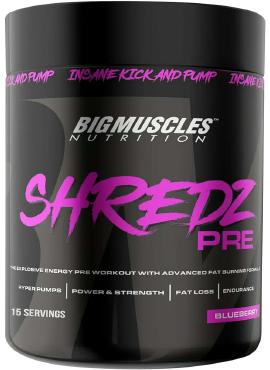 INSANE KICK AND PUMP
BIGMUSCLES™
NUTRITION
SHREDZ
PRE
THE EXPLOSIVE ENERGY PRE WORKOUT WITH ADVANCED FAT BURNING FORMULA
HYPER PUMPS | POWER & STRENGTH | FAT LOSS | ENDURANCE
15 SERVINGS
BLUEBERRY